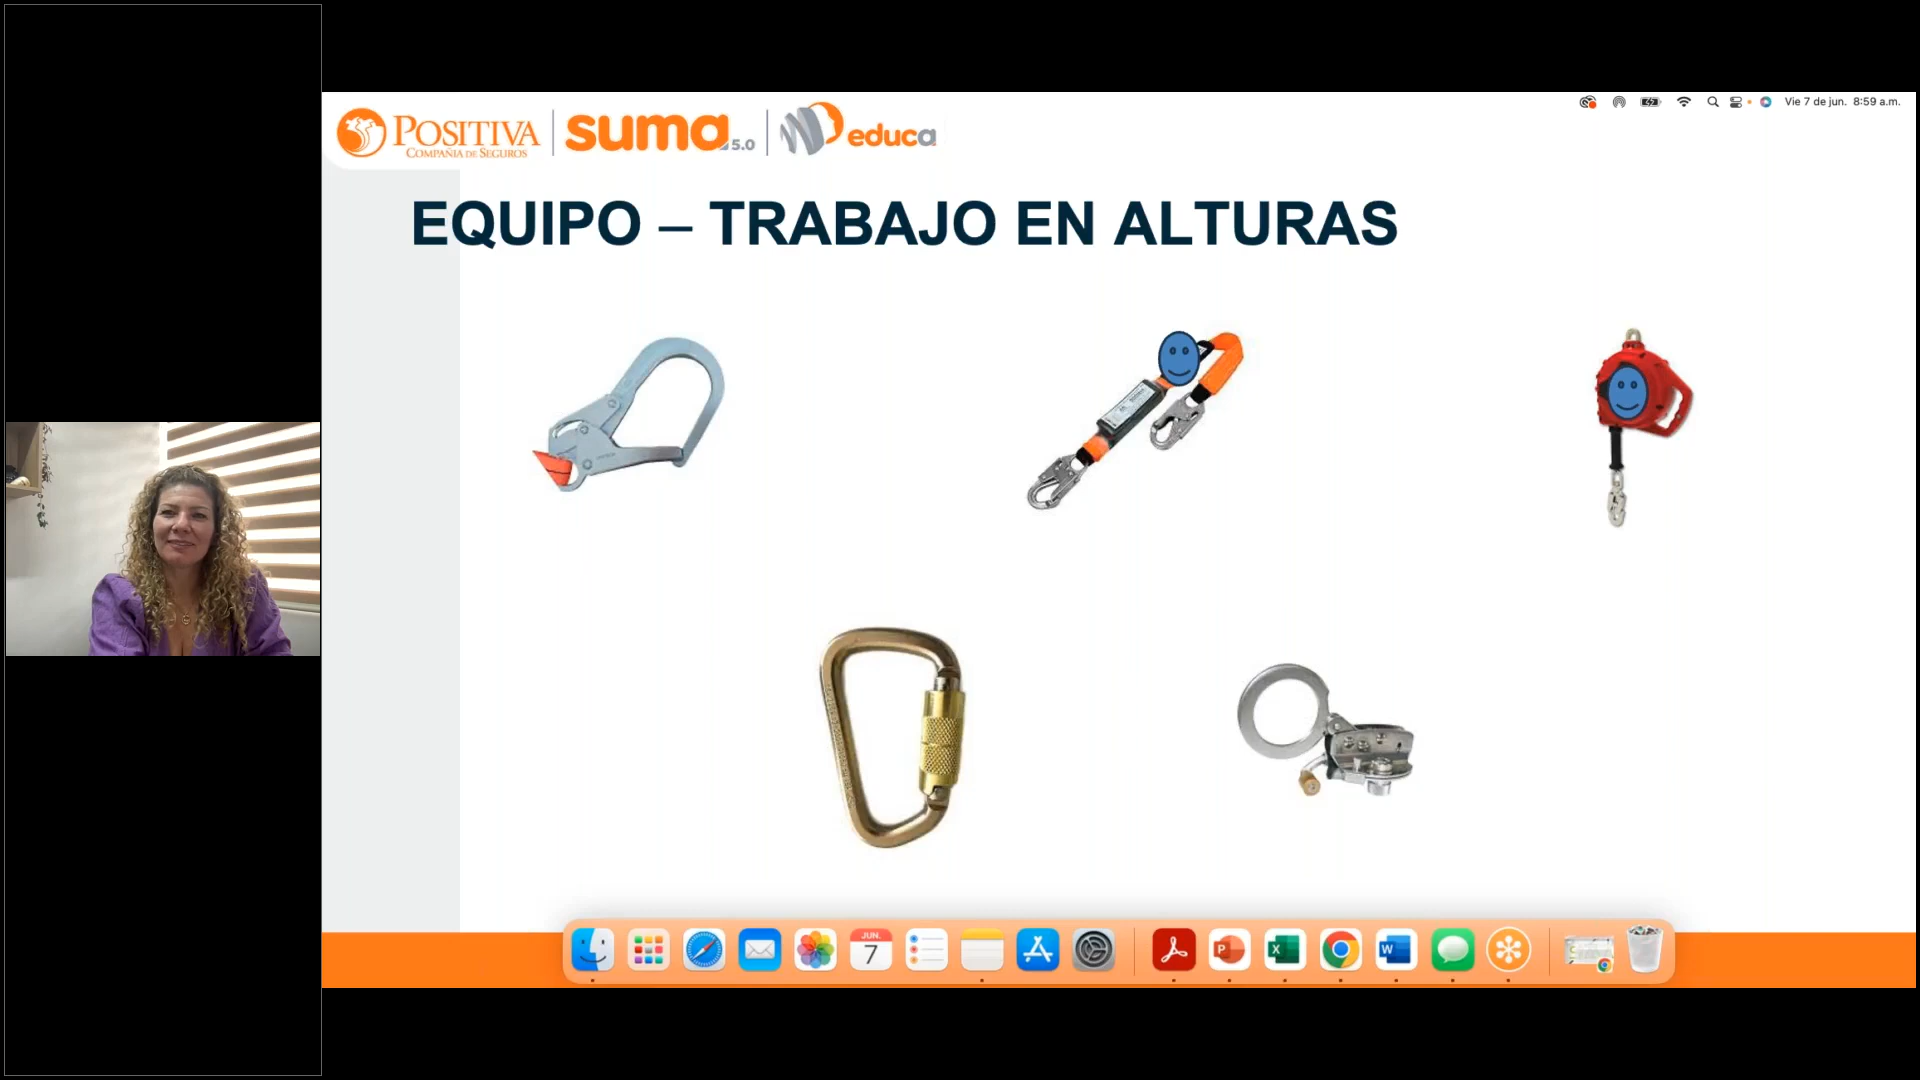 Vie 7 de jun. 8:59 a.m.
POSITIVA
COMPAÑIA DE SEGUROS
suma 5.0
educa
EQUIPO – TRABAJO EN ALTURAS
JUN.
7
P
X
W